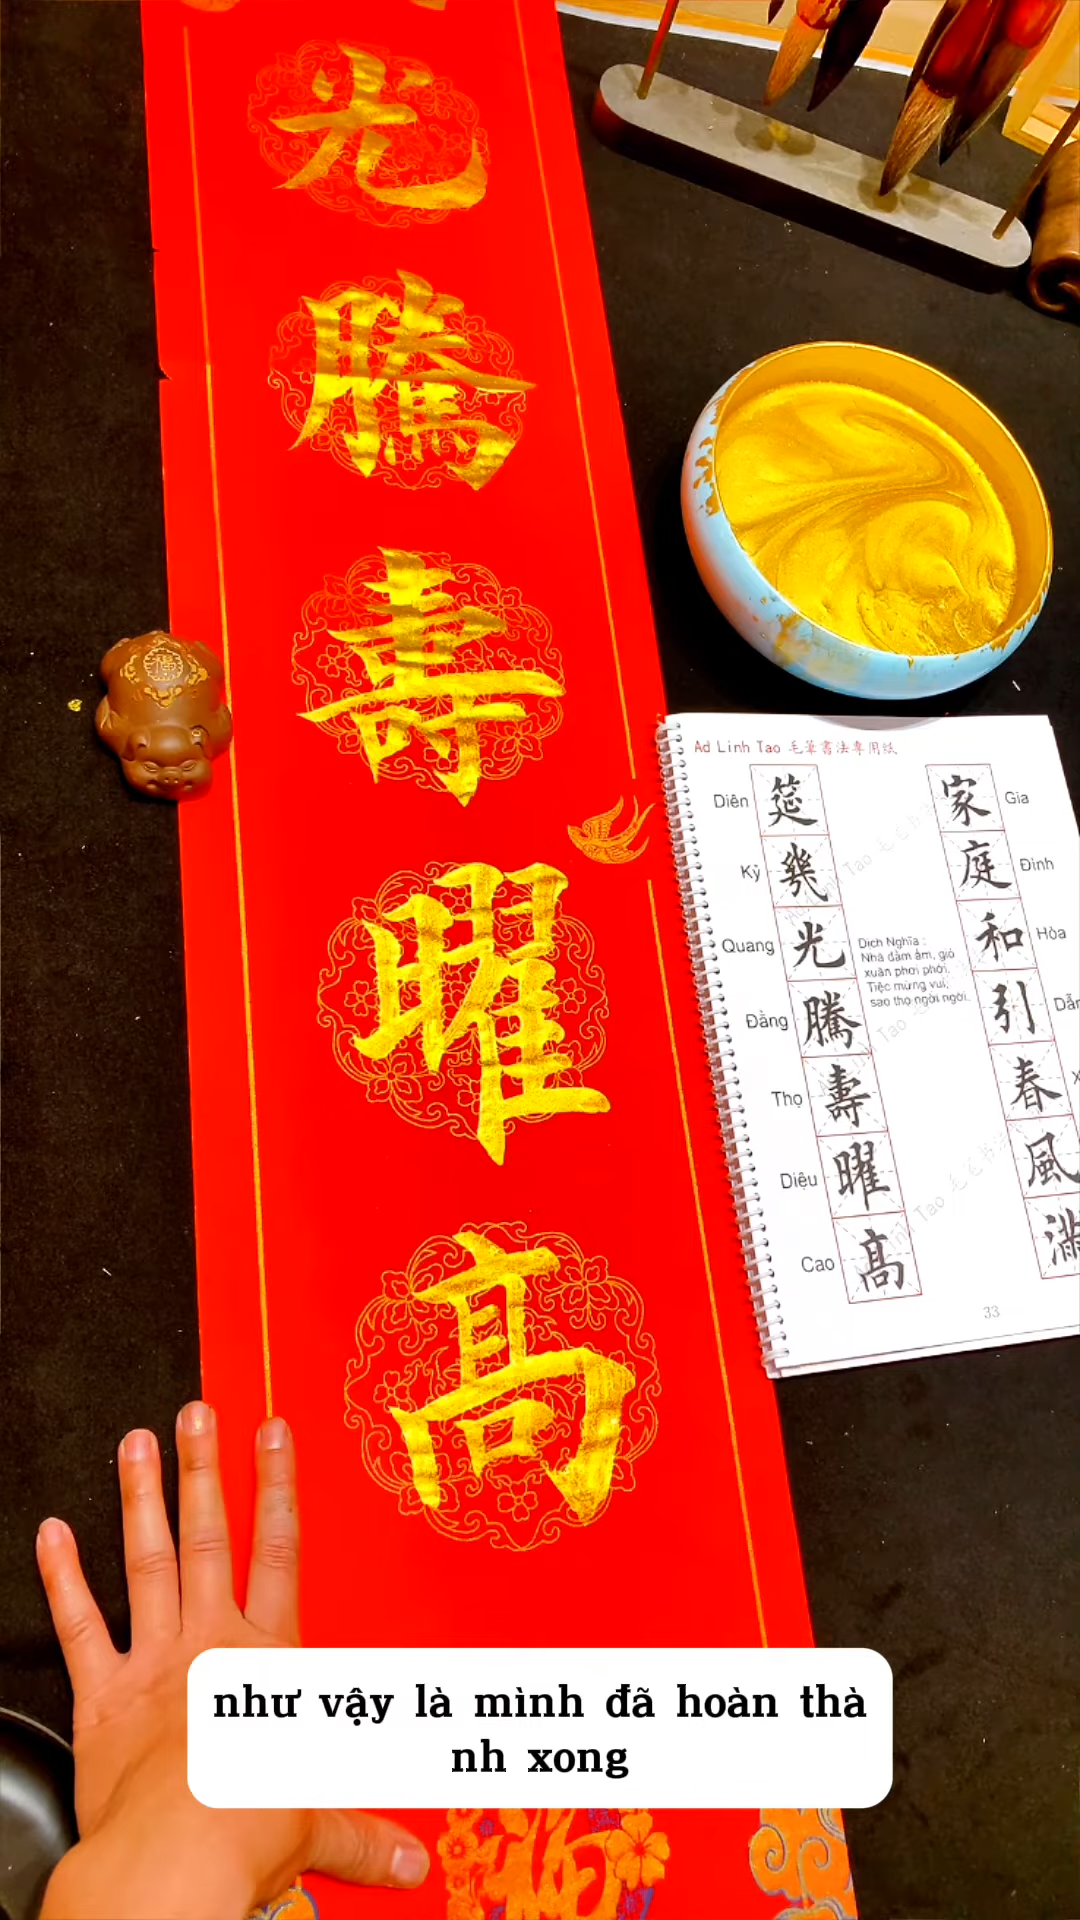 光
騰
壽
曜
高
Ad Linh Tao 毛筆書法專用紙
Diên 筵
Kỷ 幾
Quang 光
Đằng 騰
Thọ 壽
Diệu 曜
Cao 高
Dịch Nghĩa :
Nhà đầm ấm, gió
xuân phơi phới,
Tiệc mừng vui,
sao thọ ngời ngời.
家 Gia
庭 Đình
和 Hòa
引 Dẫn
春 X
風
滿
33
như vậy là mình đã hoàn thà
nh xong